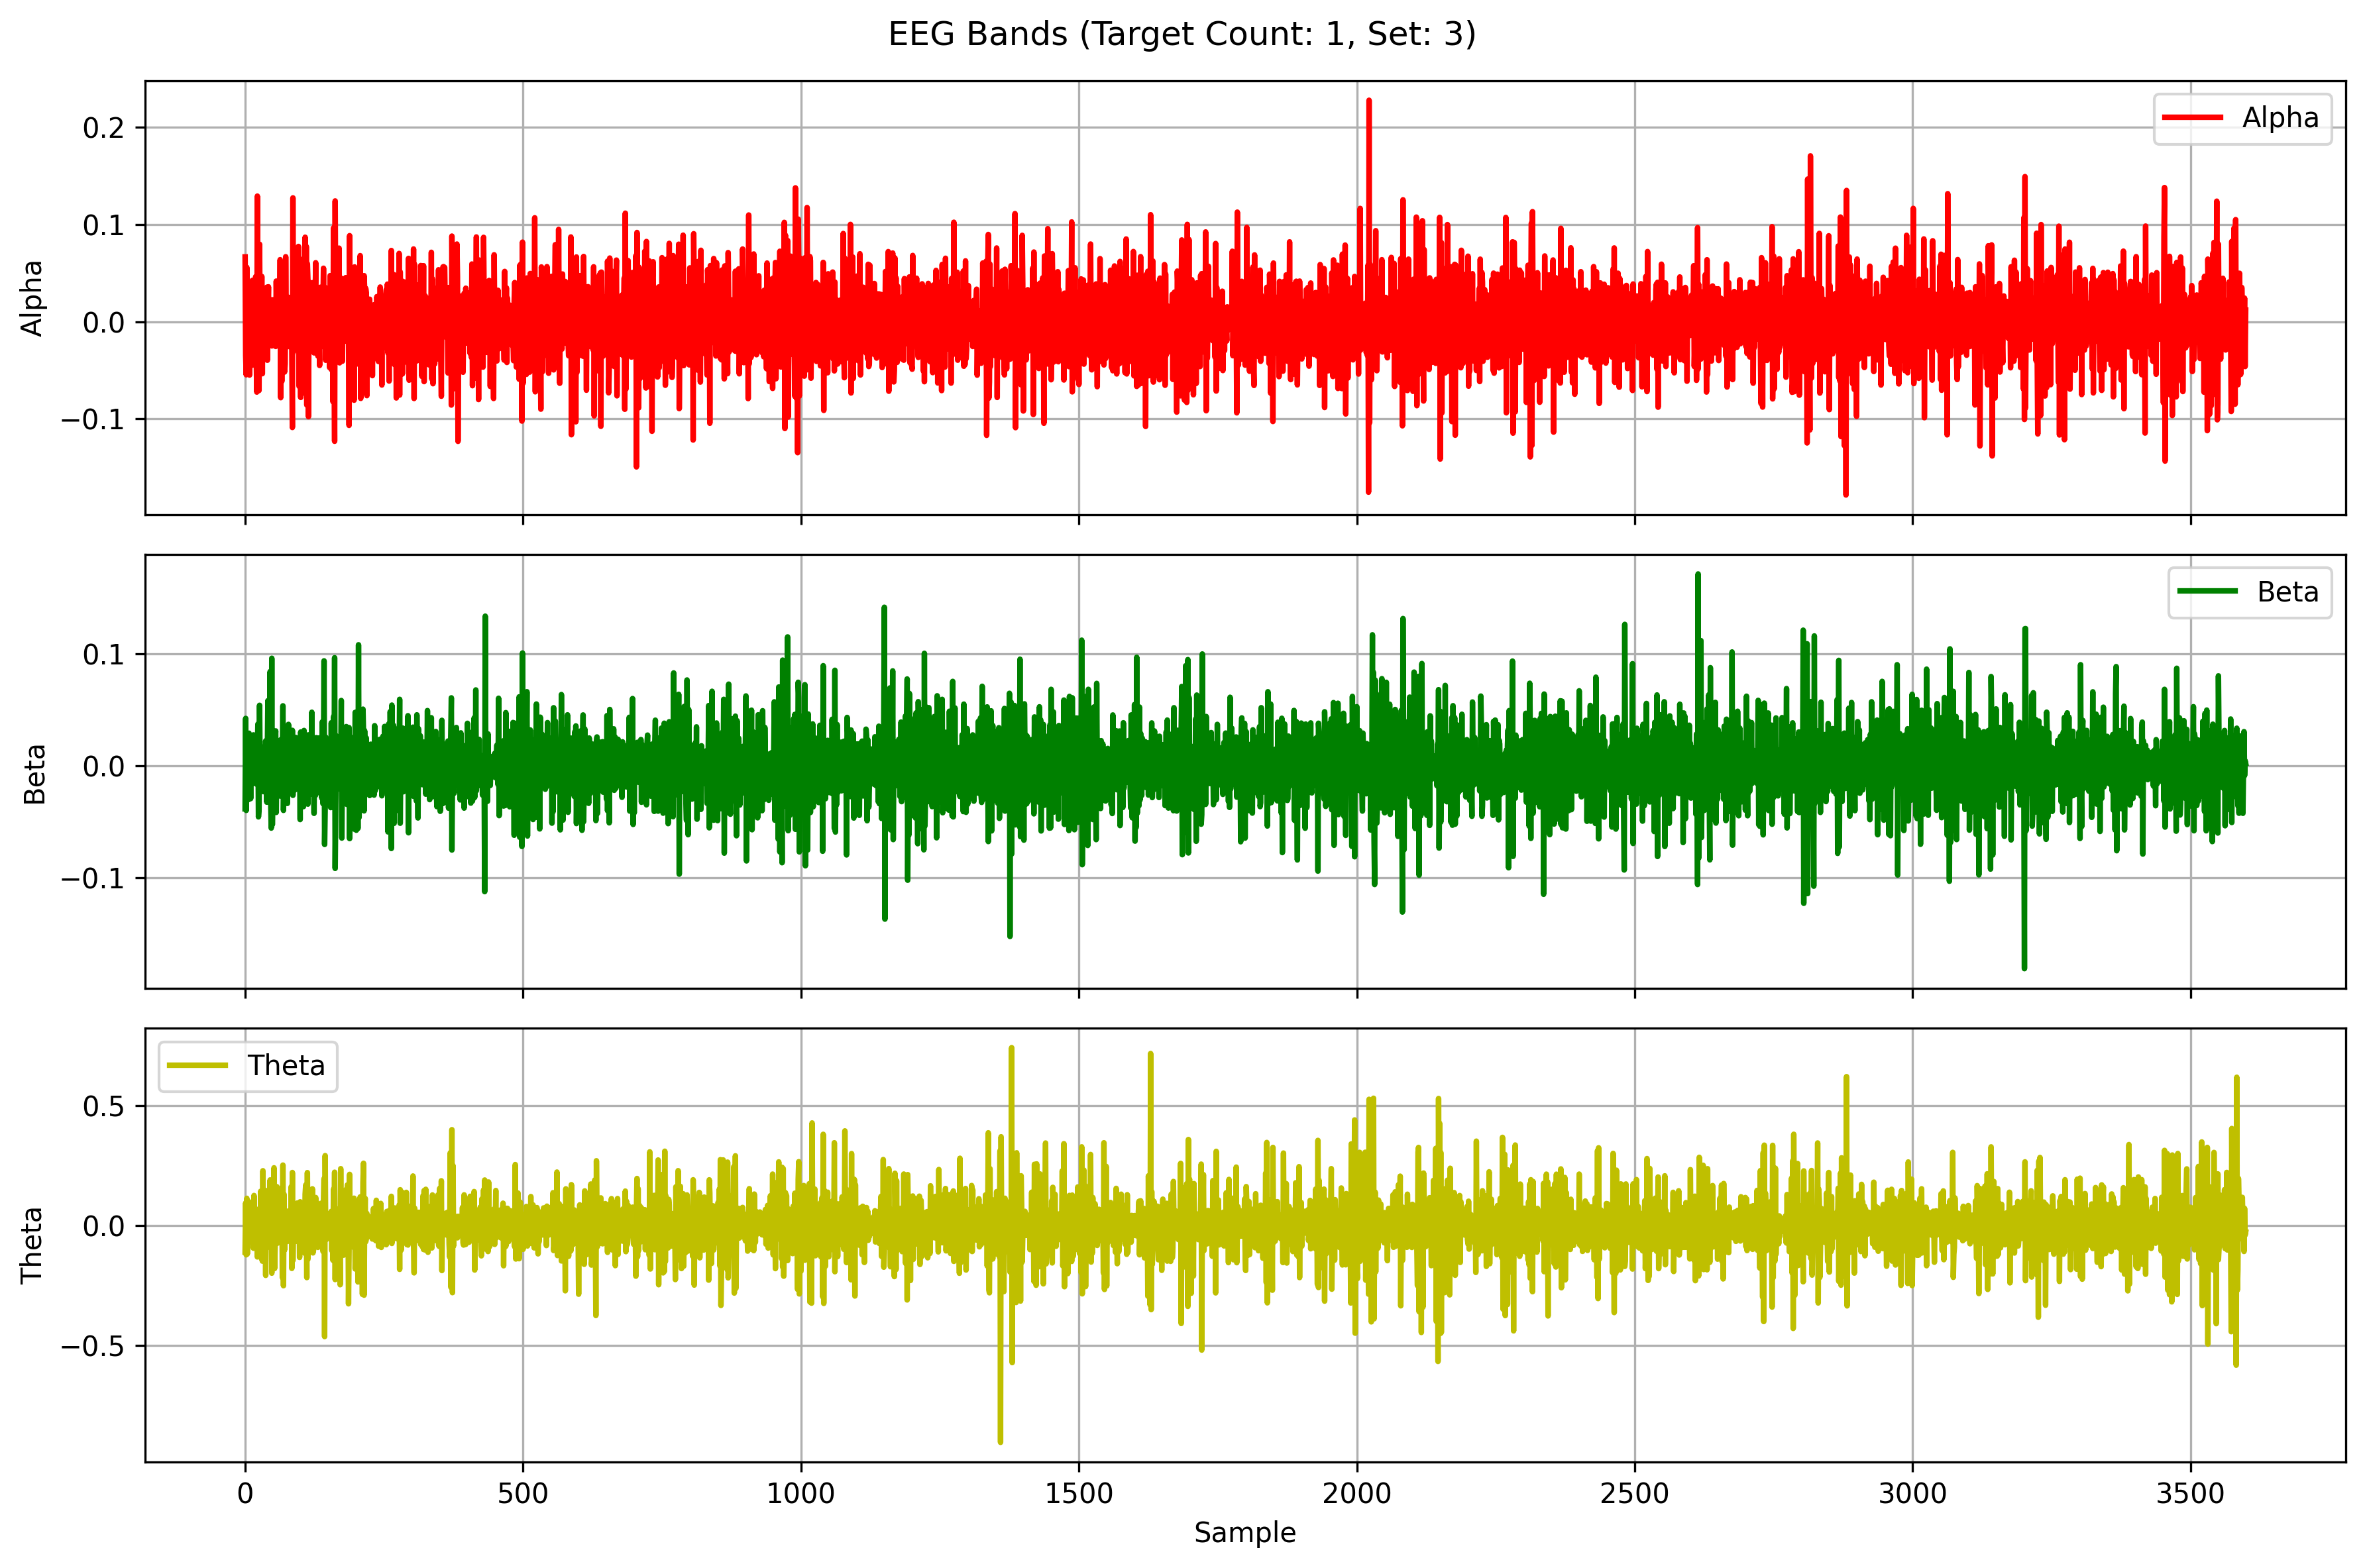 EEG Bands (Target Count: 1, Set: 3)
Alpha
0.2
0.1
0.0
−0.1
Alpha
Beta
0.1
0.0
−0.1
Beta
Theta
0.5
0.0
−0.5
Theta
0 500 1000 1500 2000 2500 3000 3500
Sample